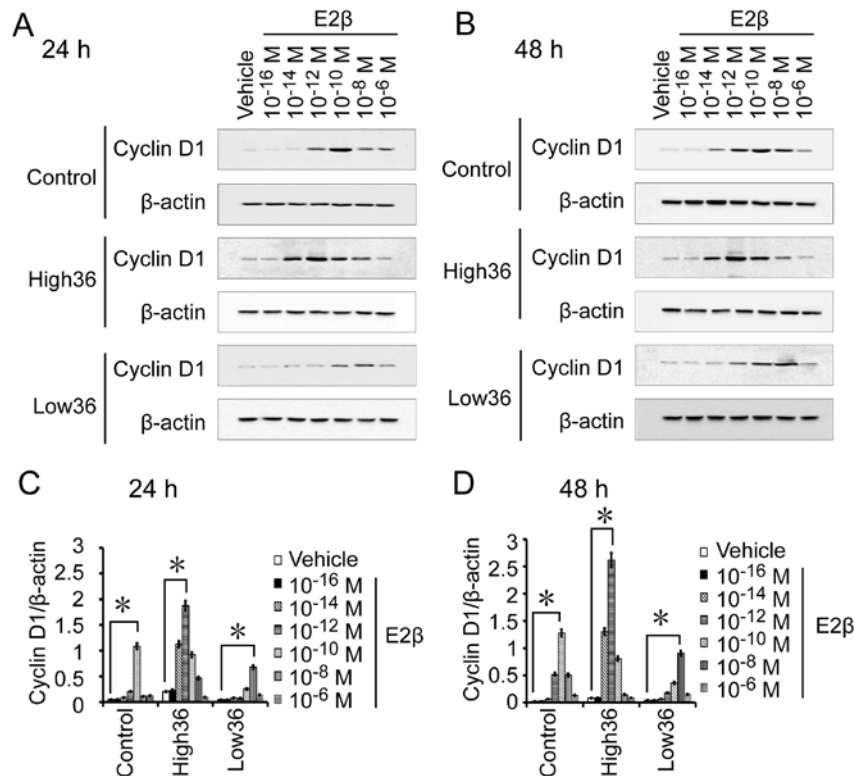 A
24 h
E2β
Vehicle
10-16 M
10-14 M
10-12 M
10-10 M
10-8 M
10-6 M
Control
Cyclin D1
β-actin
High36
Cyclin D1
β-actin
Low36
Cyclin D1
β-actin
B
48 h
E2β
Vehicle
10-16 M
10-14 M
10-12 M
10-10 M
10-8 M
10-6 M
Control
Cyclin D1
β-actin
High36
Cyclin D1
β-actin
Low36
Cyclin D1
β-actin
C
24 h
Cyclin D1/β-actin
3
2.5
2
1.5
1
0.5
0
*
*
*
Control
High36
Low36
Vehicle
10-16 M
10-14 M
10-12 M
10-10 M
10-8 M
10-6 M
E2β
D
48 h
Cyclin D1/β-actin
3
2.5
2
1.5
1
0.5
0
*
*
*
Control
High36
Low36
Vehicle
10-16 M
10-14 M
10-12 M
10-10 M
10-8 M
10-6 M
E2β